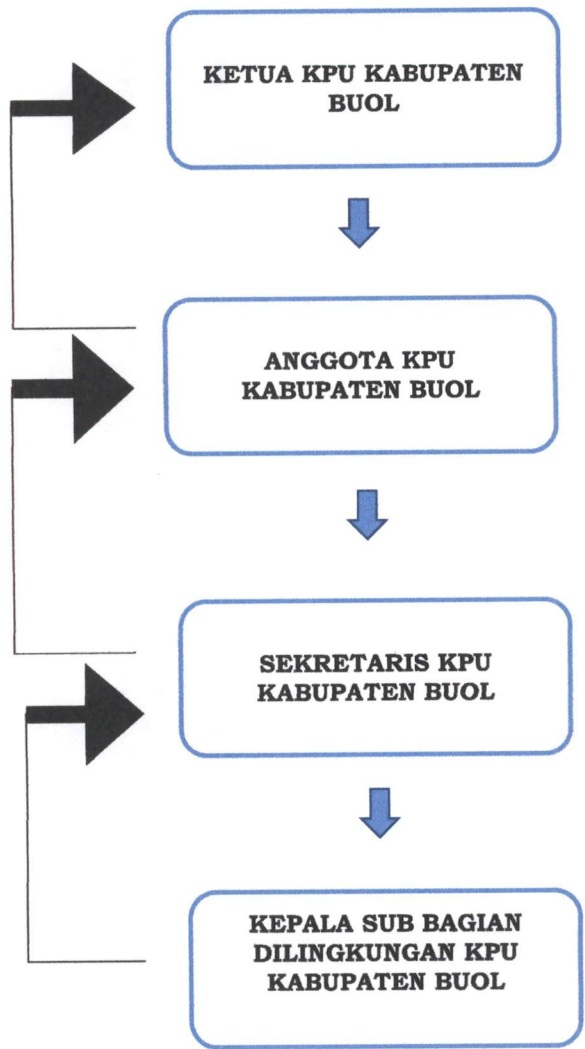 KETUA KPU KABUPATEN
BUOL
ANGGOTA KPU
KABUPATEN BUOL
SEKRETARIS KPU
KABUPATEN BUOL
KEPALA SUB BAGIAN
DILINGKUNGAN KPU
KABUPATEN BUOL